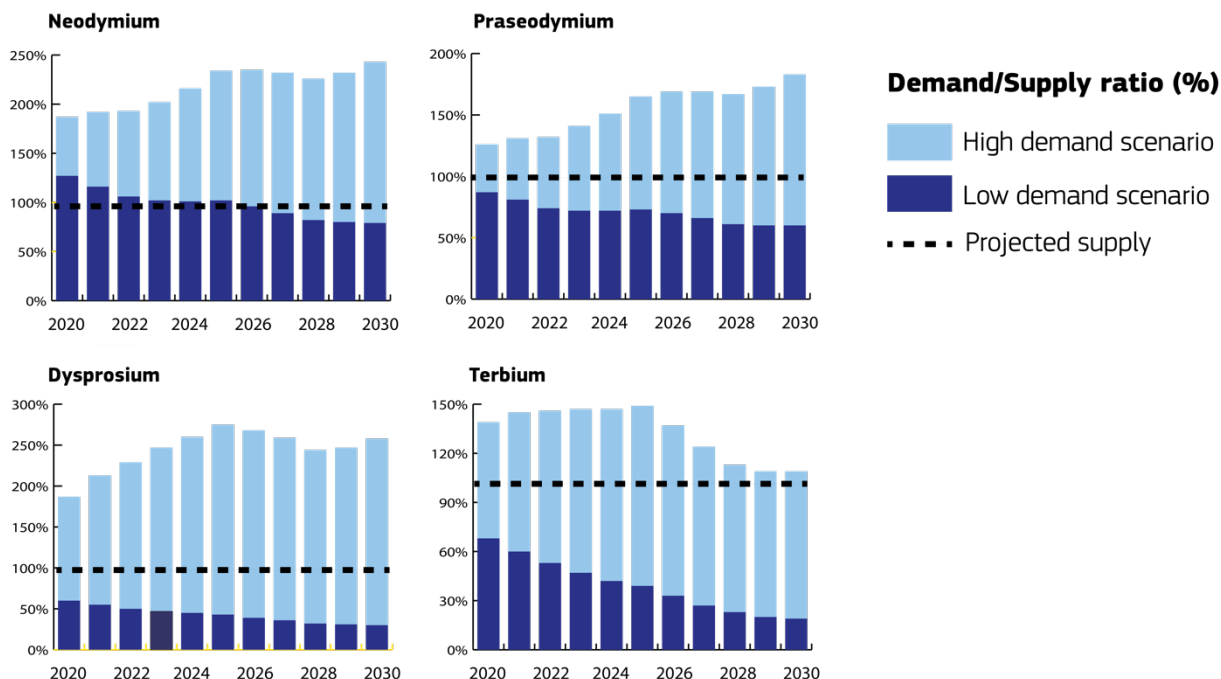 Neodymium
250%
200%
150%
100%
50%
0%
2020 2022 2024 2026 2028 2030
Praseodymium
200%
150%
100%
50%
0%
2020 2022 2024 2026 2028 2030
Demand/Supply ratio (%)
High demand scenario
Low demand scenario
Projected supply
Dysprosium
300%
250%
200%
150%
100%
50%
0%
2020 2022 2024 2026 2028 2030
Terbium
150%
120%
90%
60%
30%
0%
2020 2022 2024 2026 2028 2030